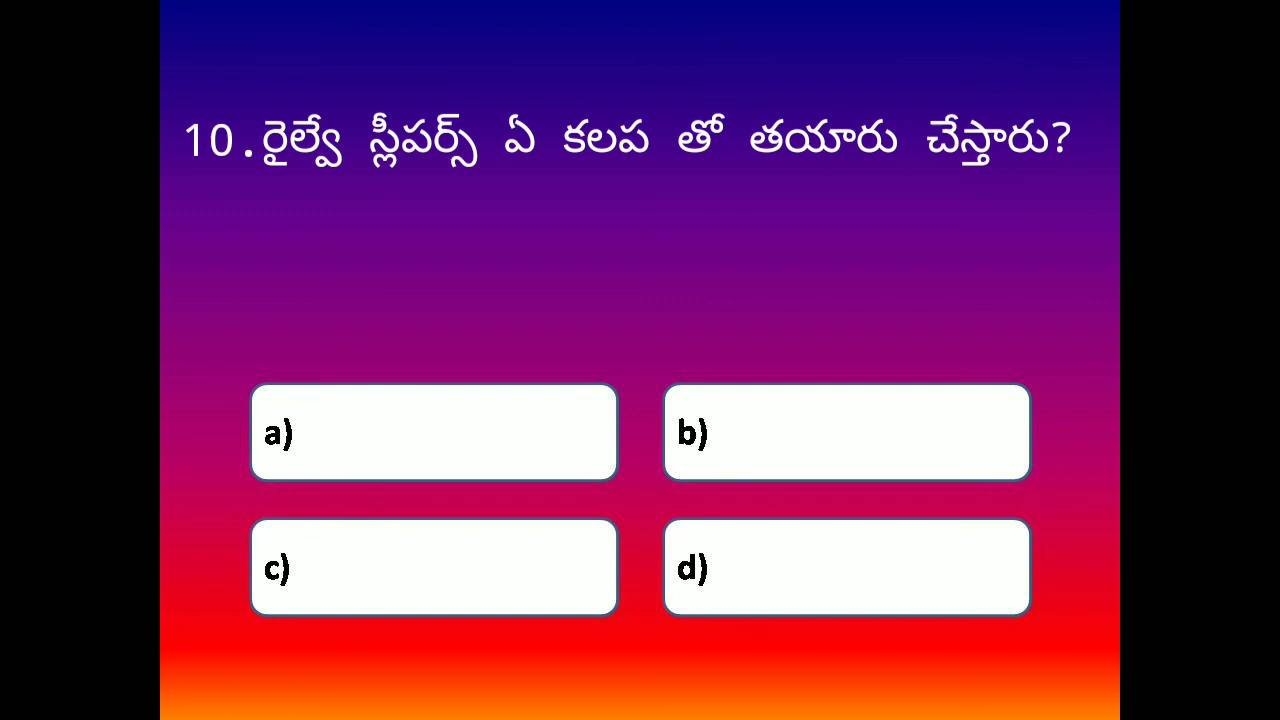 10.రైల్వే స్లీపర్స్ ఏ కలప తో తయారు చేస్తారు?
a)
b)
c)
d)